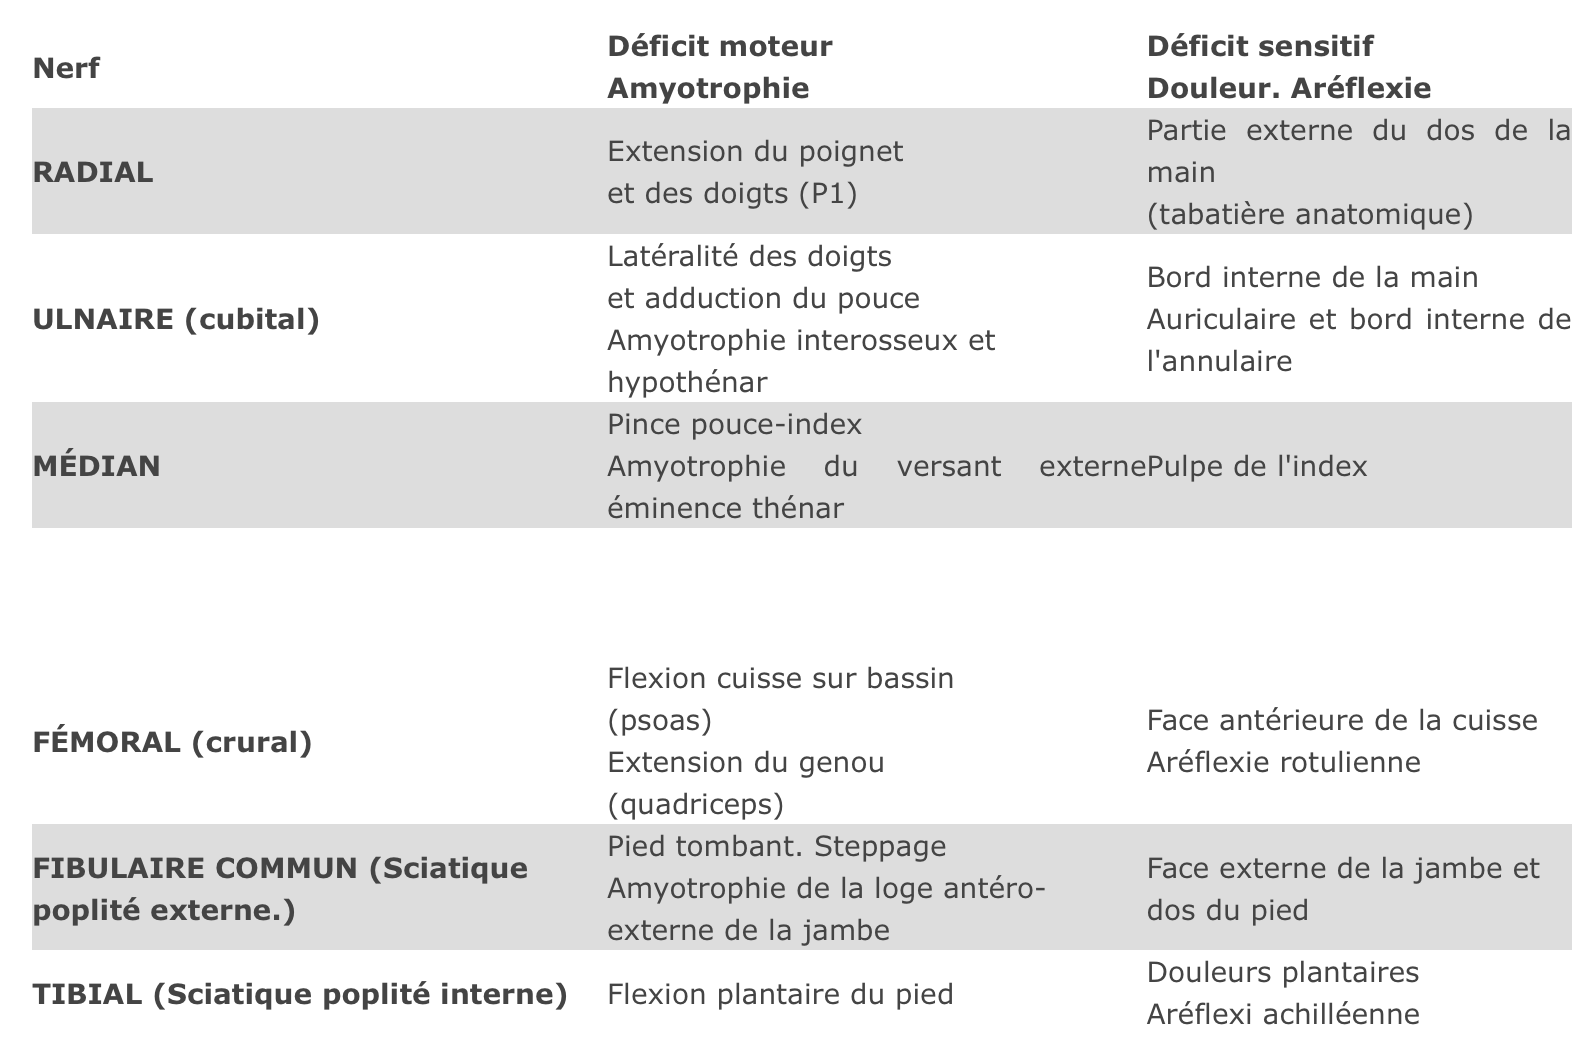 Nerf
Déficit moteur
Amyotrophie
Déficit sensitif
Douleur. Aréflexie
RADIAL
Extension du poignet
et des doigts (P1)
Partie externe du dos de la
main
(tabatière anatomique)
ULNAIRE (cubital)
Latéralité des doigts
et adduction du pouce
Amyotrophie interosseux et
hypothénar
Bord interne de la main
Auriculaire et bord interne de
l'annulaire
MÉDIAN
Pince pouce-index
Amyotrophie du versant externe
éminence thénar
Pulpe de l'index
FÉMORAL (crural)
Flexion cuisse sur bassin
(psoas)
Extension du genou
(quadriceps)
Face antérieure de la cuisse
Aréflexie rotulienne
FIBULAIRE COMMUN (Sciatique
poplité externe.)
Pied tombant. Steppage
Amyotrophie de la loge antéro-
externe de la jambe
Face externe de la jambe et
dos du pied
TIBIAL (Sciatique poplité interne)
Flexion plantaire du pied
Douleurs plantaires
Aréflexi achilléenne